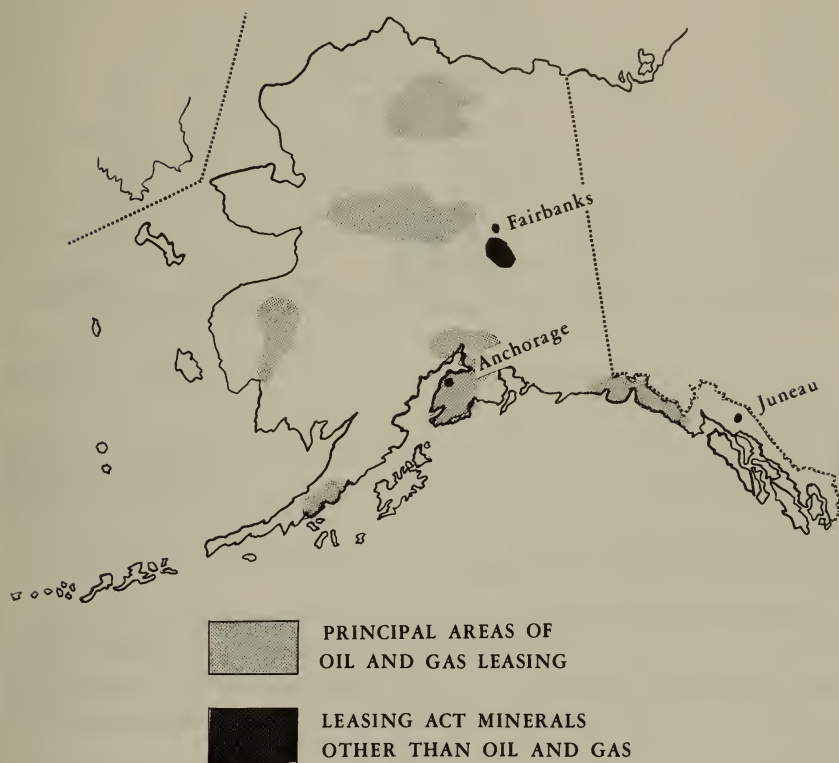 Fairbanks
Anchorage
Juneau
PRINCIPAL AREAS OF
OIL AND GAS LEASING
LEASING ACT MINERALS
OTHER THAN OIL AND GAS